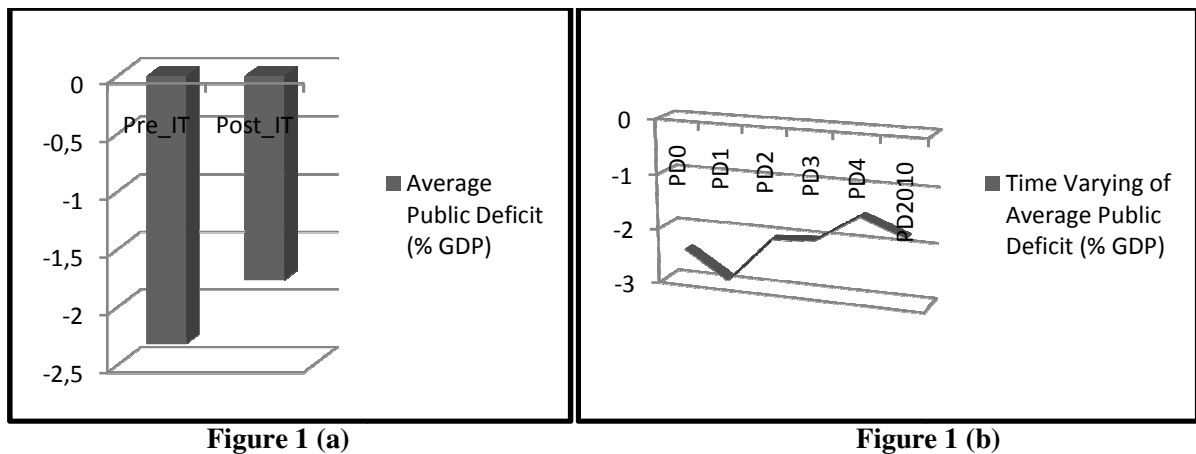 0
-0,5
-1
-1,5
-2
-2,5
Pre_IT
Post_IT
Average
Public Deficit
(% GDP)
0
-1
-2
-3
PD0
PD1
PD2
PD3
PD4
PD2010
Time Varying of
Average Public
Deficit (% GDP)
Figure 1 (a)
Figure 1 (b)